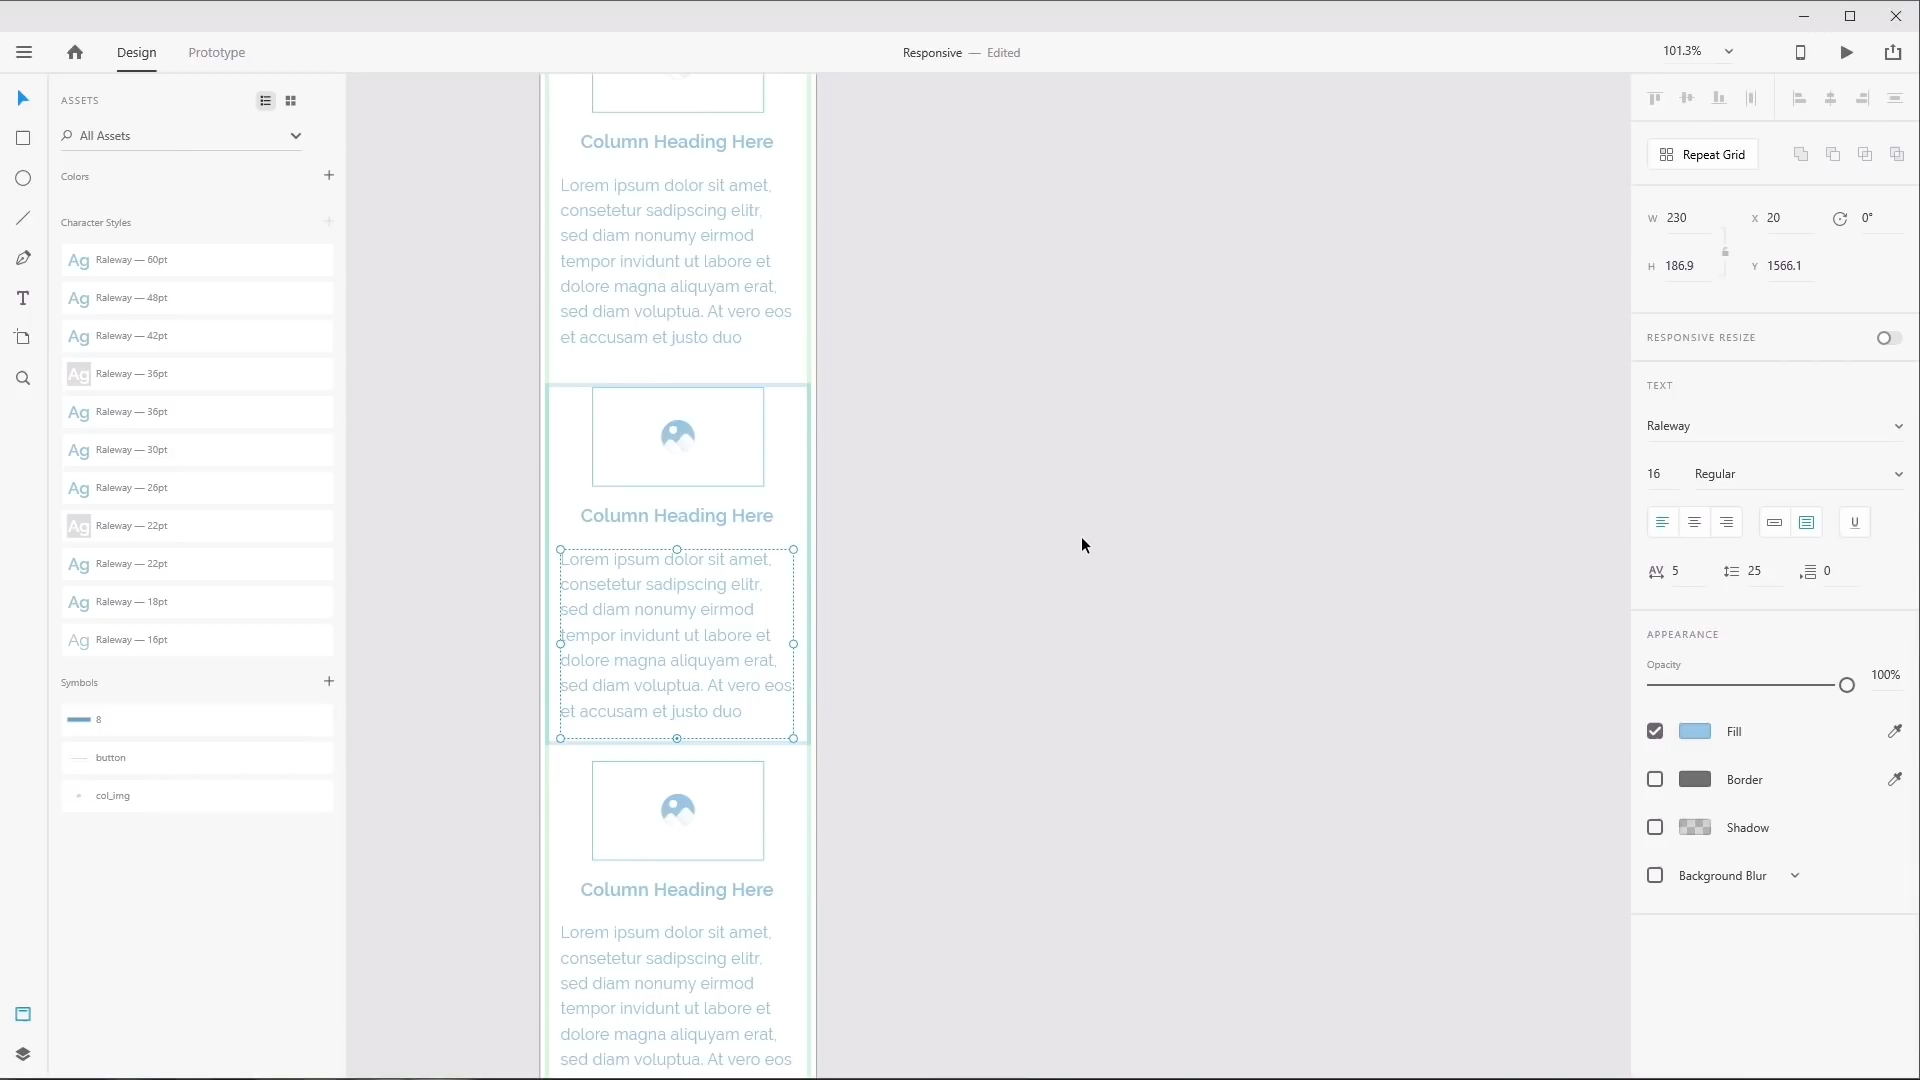 Design
Prototype
Responsive — Edited
101.3%
ASSETS
All Assets
Colors
Character Styles
Ag Raleway — 60pt
Ag Raleway — 48pt
Ag Raleway — 42pt
Ag Raleway — 36pt
Ag Raleway — 36pt
Ag Raleway — 30pt
Ag Raleway — 26pt
Ag Raleway — 22pt
Ag Raleway — 22pt
Ag Raleway — 18pt
Ag Raleway — 16pt
Symbols
8
button
col_img
Column Heading Here
Lorem ipsum dolor sit amet,
consetetur sadipscing elitr,
sed diam nonumy eirmod
tempor invidunt ut labore et
dolore magna aliquyam erat,
sed diam voluptua. At vero eos
et accusam et justo duo
Column Heading Here
Lorem ipsum dolor sit amet,
consetetur sadipscing elitr,
sed diam nonumy eirmod
tempor invidunt ut labore et
dolore magna aliquyam erat,
sed diam voluptua. At vero eos
et accusam et justo duo
Column Heading Here
Lorem ipsum dolor sit amet,
consetetur sadipscing elitr,
sed diam nonumy eirmod
tempor invidunt ut labore et
dolore magna aliquyam erat,
sed diam voluptua. At vero eos
Repeat Grid
W 230 X 20 0°
H 186.9 Y 1566.1
RESPONSIVE RESIZE
TEXT
Raleway
16 Regular
U
AV 5 25 0
APPEARANCE
Opacity
100%
Fill
Border
Shadow
Background Blur